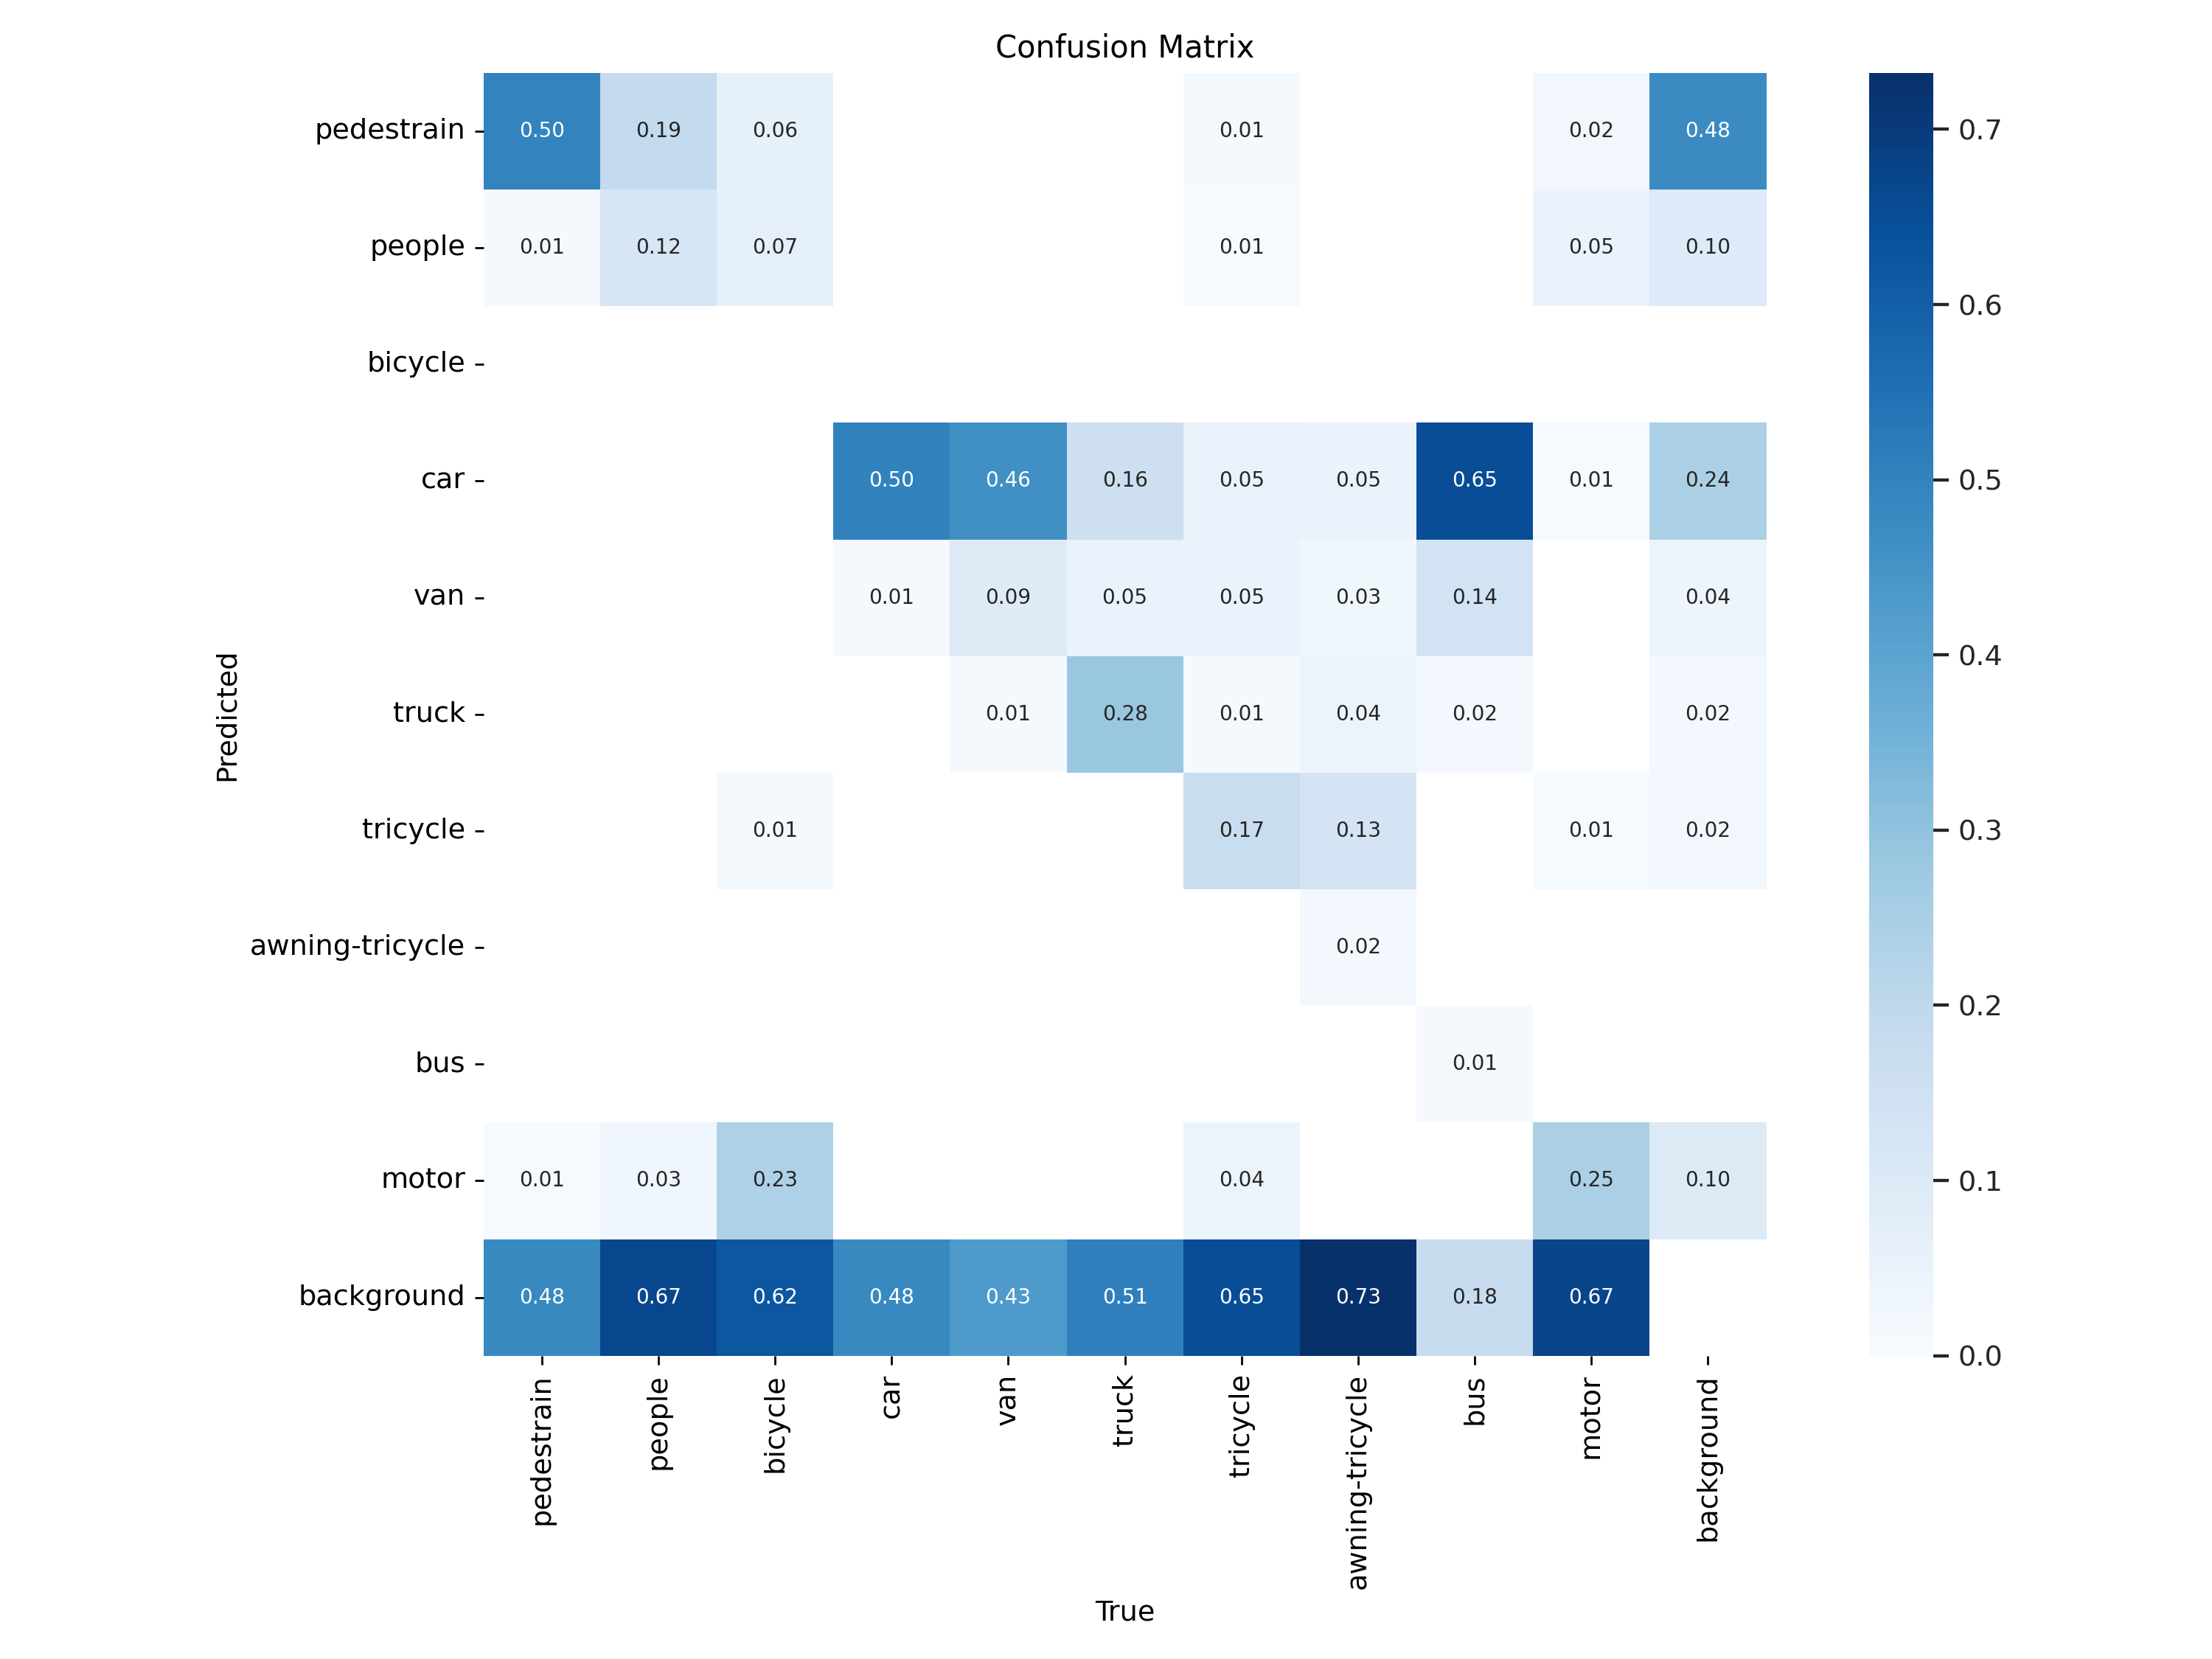 Confusion Matrix
pedestrain 0.50 0.19 0.06 0.01 0.02 0.48
people 0.01 0.12 0.07 0.01 0.05 0.10
bicycle
car 0.50 0.46 0.16 0.05 0.05 0.65 0.01 0.24
van 0.01 0.09 0.05 0.05 0.03 0.14 0.04
truck 0.01 0.28 0.01 0.04 0.02 0.02
tricycle 0.01 0.17 0.13 0.01 0.02
awning-tricycle 0.02
bus 0.01
motor 0.01 0.03 0.23 0.04 0.25 0.10
background 0.48 0.67 0.62 0.48 0.43 0.51 0.65 0.73 0.18 0.67
Predicted
pedestrain
people
bicycle
car
van
truck
tricycle
awning-tricycle
bus
motor
background
True
0.7
0.6
0.5
0.4
0.3
0.2
0.1
0.0